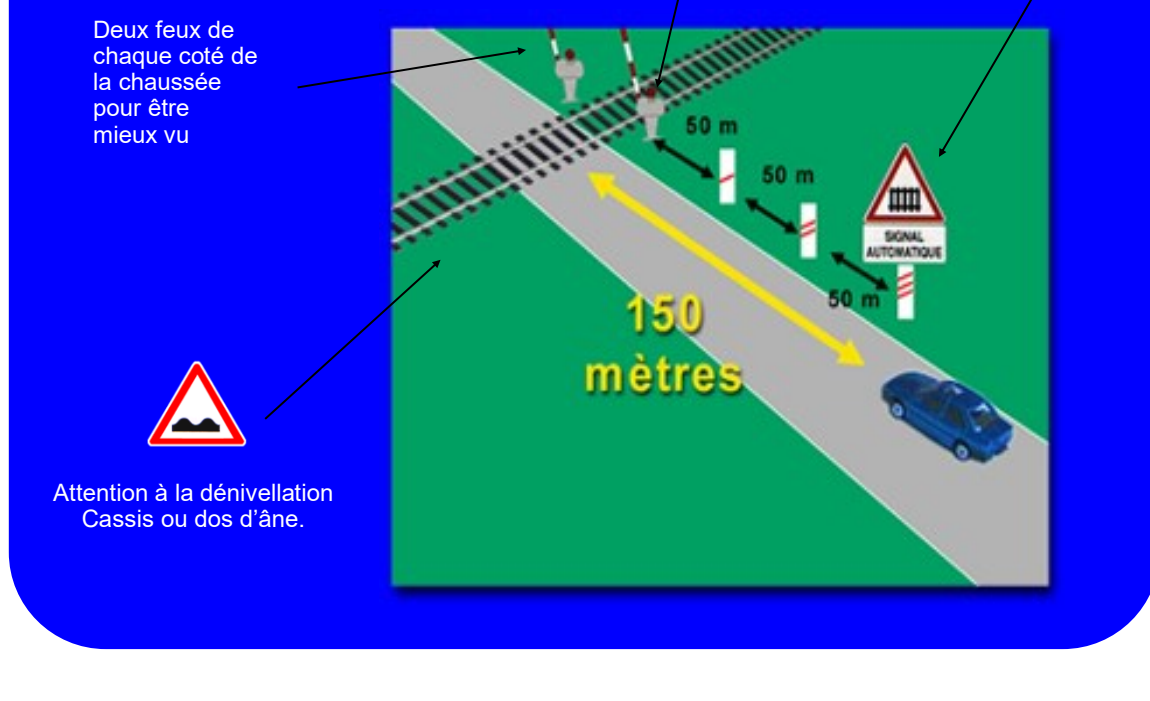 Deux feux de
chaque coté de
la chaussée
pour être
mieux vu
50 m
50 m
SIGNAL
AUTOMATIQUE
50 m
150
mètres
Attention à la dénivellation
Cassis ou dos d’âne.